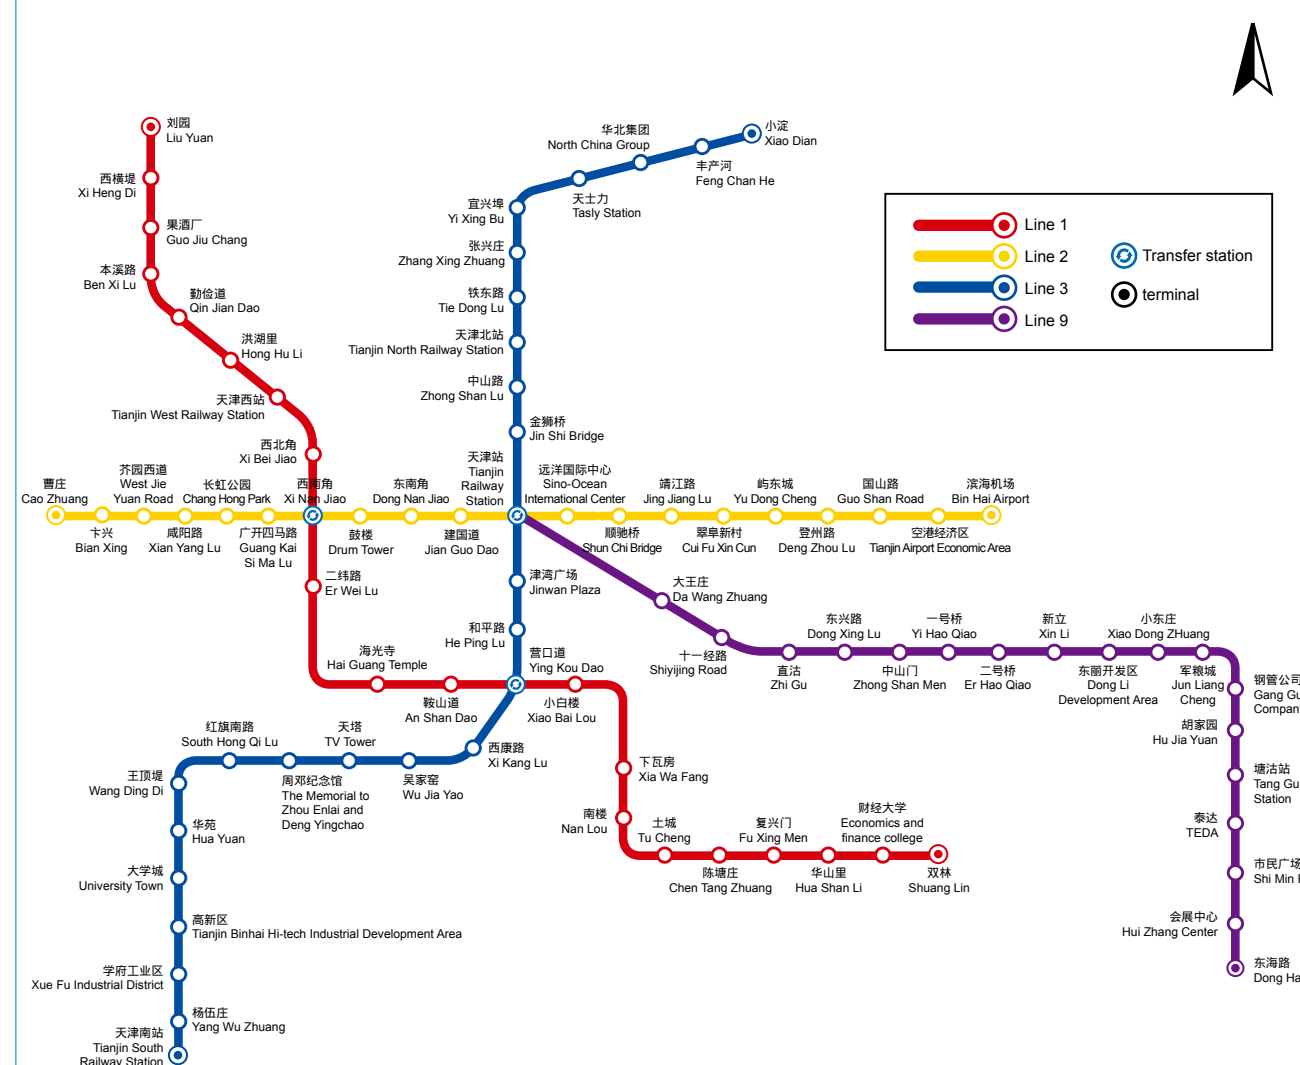 刘园
Liu Yuan
西横堤
Xi Heng Di
果酒厂
Guo Jiu Chang
本溪路
Ben Xi Lu
勤俭道
Qin Jian Dao
洪湖里
Hong Hu Li
天津西站
Tianjin West Railway Station
西北角
Xi Bei Jiao
华北集团
North China Group
小淀
Xiao Dian
丰产河
Feng Chan He
天士力
Tasly Station
宜兴埠
Yi Xing Bu
张兴庄
Zhang Xing Zhuang
铁东路
Tie Dong Lu
天津北站
Tianjin North Railway Station
中山路
Zhong Shan Lu
金狮桥
Jin Shi Bridge
天津站
Tianjin
Railway
Station
Line 1
Line 2
Line 3
Line 9
Transfer station
terminal
曹庄
Cao Zhuang
卞兴
Bian Xing
芥园西道
West Jie
Yuan Road
咸阳路
Xian Yang Lu
长虹公园
Chang Hong Park
广开四马路
Guang Kai
Si Ma Lu
西南角
Xi Nan Jiao
鼓楼
Drum Tower
东南角
Dong Nan Jiao
建国道
Jian Guo Dao
远洋国际中心
Sino-Ocean
International Center
顺驰桥
Shun Chi Bridge
靖江路
Jing Jiang Lu
翠阜新村
Cui Fu Xin Cun
屿东城
Yu Dong Cheng
登州路
Deng Zhou Lu
国山路
Guo Shan Road
空港经济区
Tianjin Airport Economic Area
滨海机场
Bin Hai Airport
二纬路
Er Wei Lu
海光寺
Hai Guang Temple
鞍山道
An Shan Dao
津湾广场
Jinwan Plaza
和平路
He Ping Lu
营口道
Ying Kou Dao
小白楼
Xiao Bai Lou
大王庄
Da Wang Zhuang
十一经路
Shiyijing Road
直沽
Zhi Gu
东兴路
Dong Xing Lu
中山门
Zhong Shan Men
一号桥
Yi Hao Qiao
二号桥
Er Hao Qiao
新立
Xin Li
东丽开发区
Dong Li
Development Area
小东庄
Xiao Dong ZHuang
军粮城
Jun Liang
Cheng
钢管公司
Gang Gu
Compan
胡家园
Hu Jia Yuan
塘沽站
Tang Gu
Station
泰达
TEDA
市民广场
Shi Min
会展中心
Hui Zhang Center
东海路
Dong Ha
西康路
Xi Kang Lu
吴家窑
Wu Jia Yao
天塔
TV Tower
周邓纪念馆
The Memorial to
Zhou Enlai and
Deng Yingchao
红旗南路
South Hong Qi Lu
王顶堤
Wang Ding Di
华苑
Hua Yuan
大学城
University Town
高新区
Tianjin Binhai Hi-tech Industrial Development Area
学府工业区
Xue Fu Industrial District
杨伍庄
Yang Wu Zhuang
天津南站
Tianjin South
Railway Station
下瓦房
Xia Wa Fang
南楼
Nan Lou
土城
Tu Cheng
陈塘庄
Chen Tang Zhuang
复兴门
Fu Xing Men
华山里
Hua Shan Li
财经大学
Economics and
finance college
双林
Shuang Lin